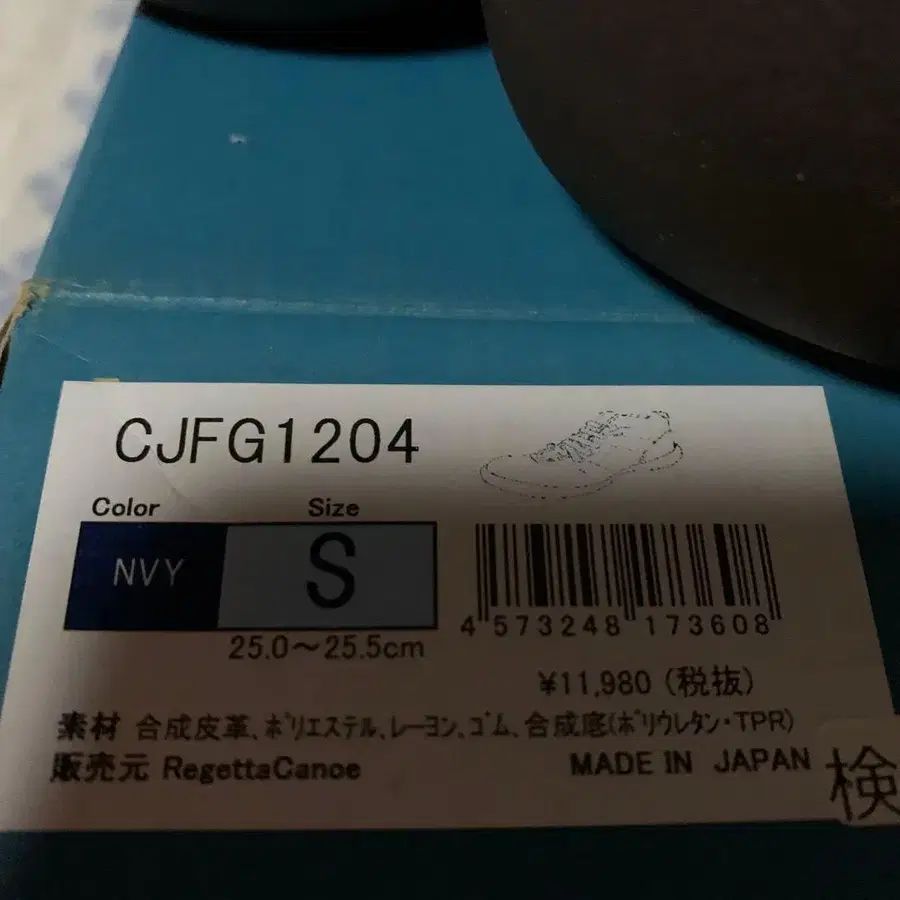 CJFG1204
Color Size
NVY S
25.0～25.5cm
4 573248 173608
¥11,980 (税抜)
素材 合成皮革、ﾎﾟﾘｴｽﾃﾙ、ﾚｰﾖﾝ、ｺﾞﾑ、合成底(ﾎﾟﾘｳﾚﾀﾝ・TPR)
販売元 RegettaCanoe
MADE IN JAPAN
検